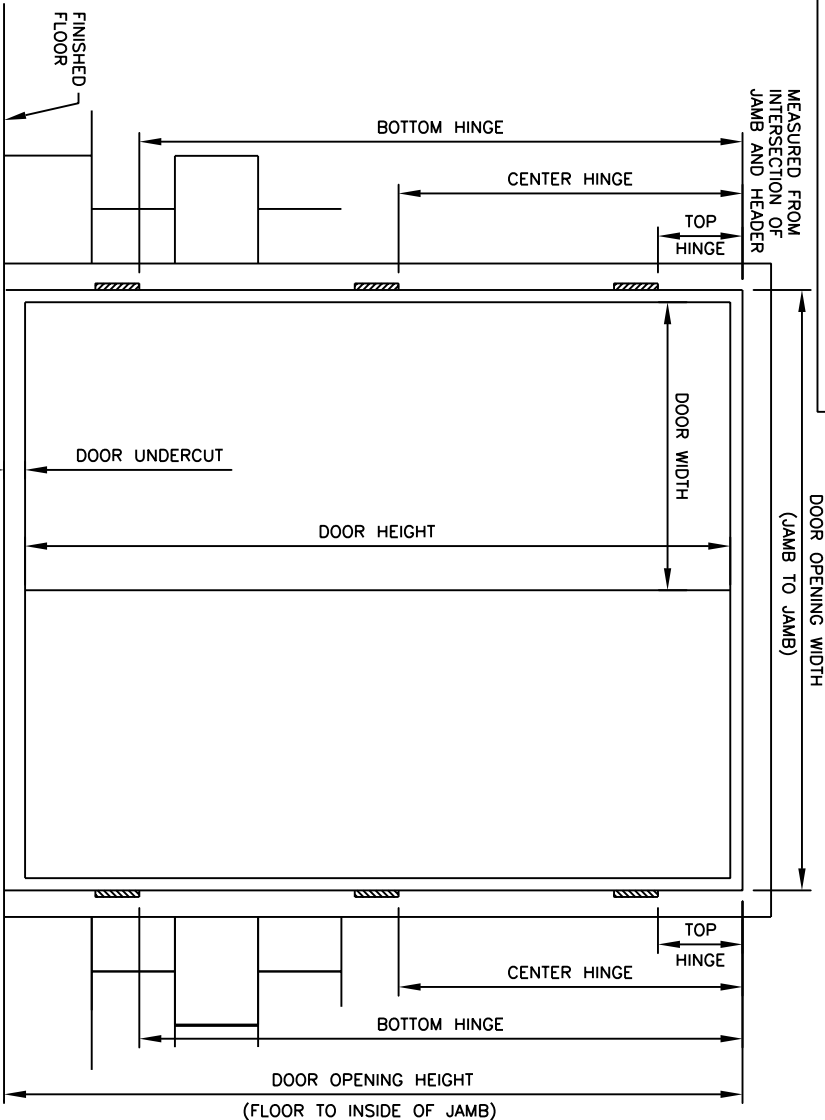 FINISHED
FLOOR
MEASURED FROM
INTERSECTION OF
JAMB AND HEADER
BOTTOM HINGE
CENTER HINGE
TOP
HINGE
DOOR OPENING WIDTH
(JAMB TO JAMB)
DOOR WIDTH
DOOR UNDERCUT
DOOR HEIGHT
TOP
HINGE
CENTER HINGE
BOTTOM HINGE
DOOR OPENING HEIGHT
(FLOOR TO INSIDE OF JAMB)